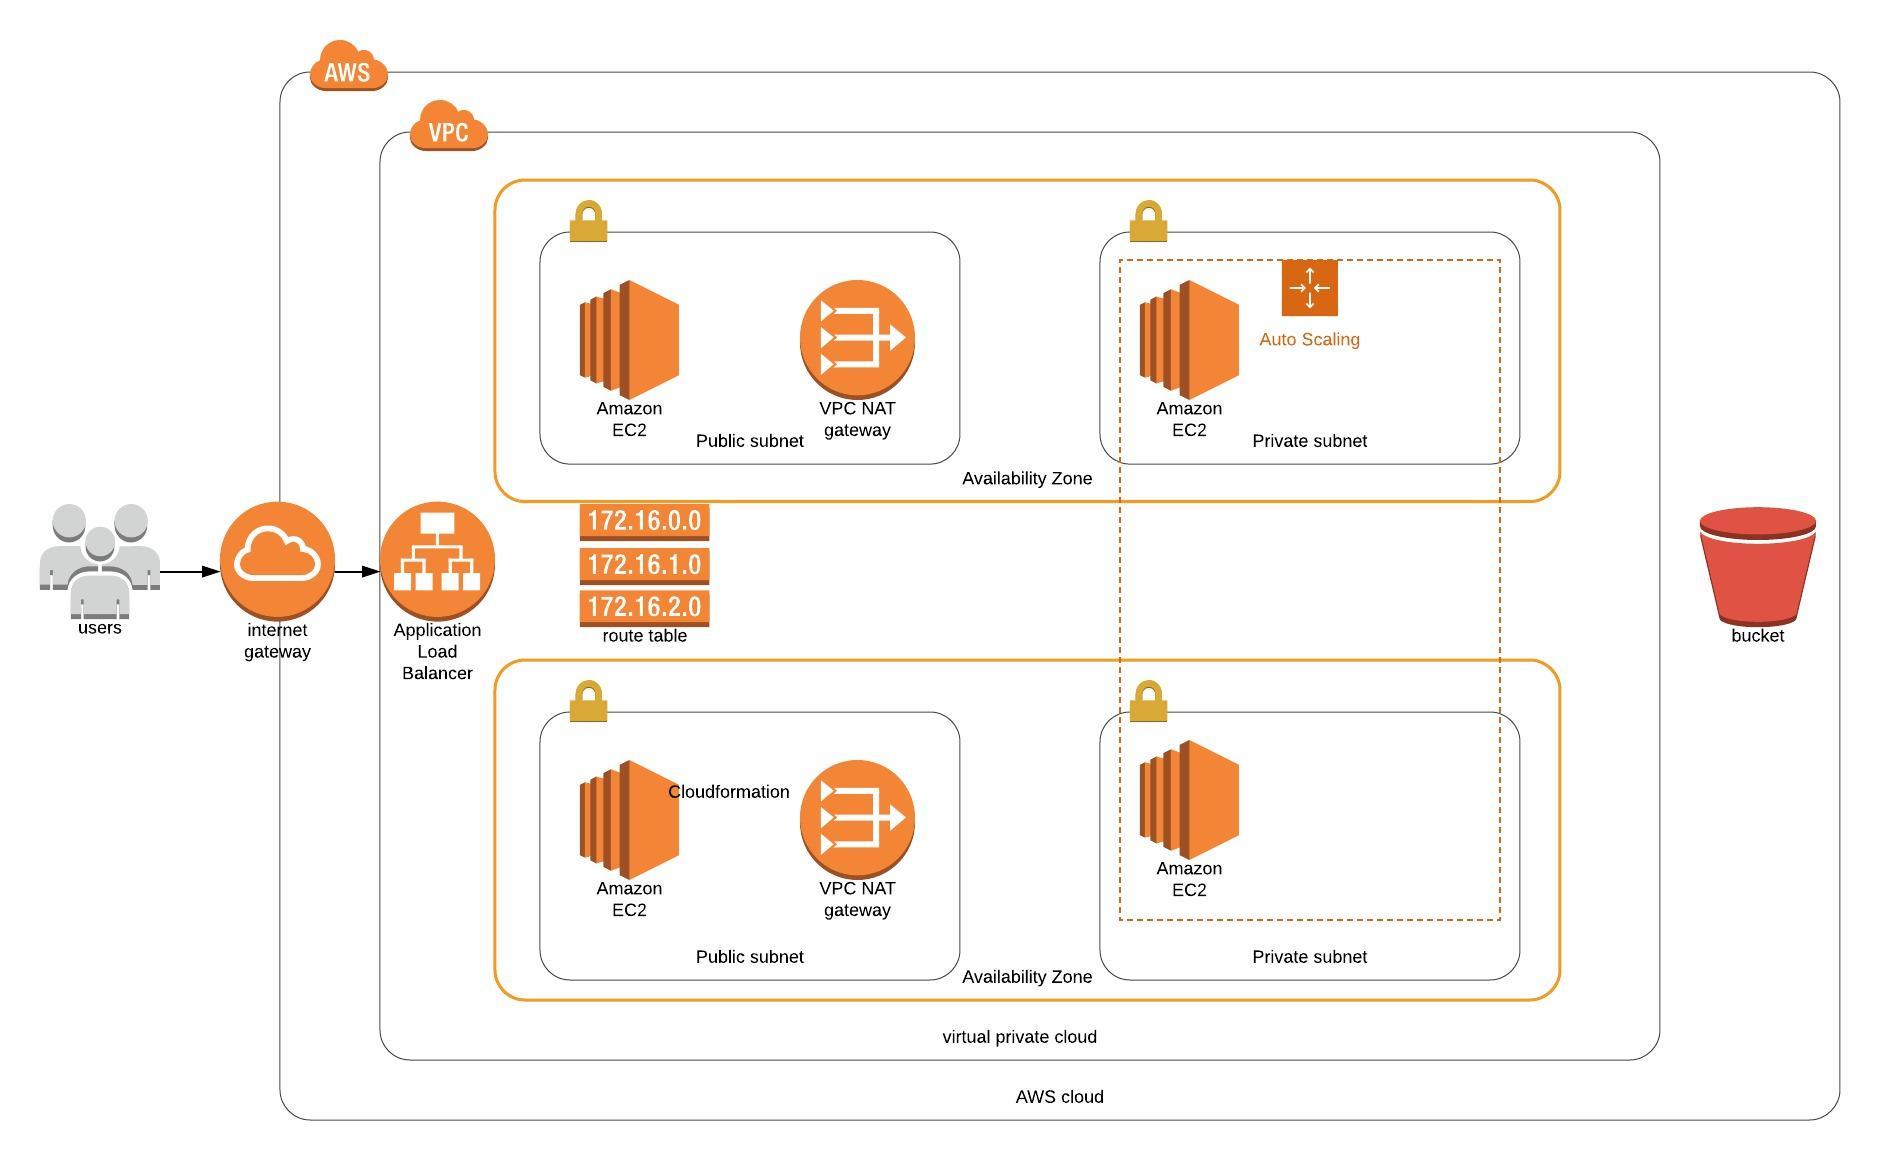 AWS
VPC
Amazon
EC2
VPC NAT
gateway
Public subnet
Auto Scaling
Amazon
EC2
Private subnet
Availability Zone
users
internet
gateway
Application
Load
Balancer
172.16.0.0
172.16.1.0
172.16.2.0
route table
bucket
Cloudformation
Amazon
EC2
VPC NAT
gateway
Public subnet
Amazon
EC2
Private subnet
Availability Zone
virtual private cloud
AWS cloud